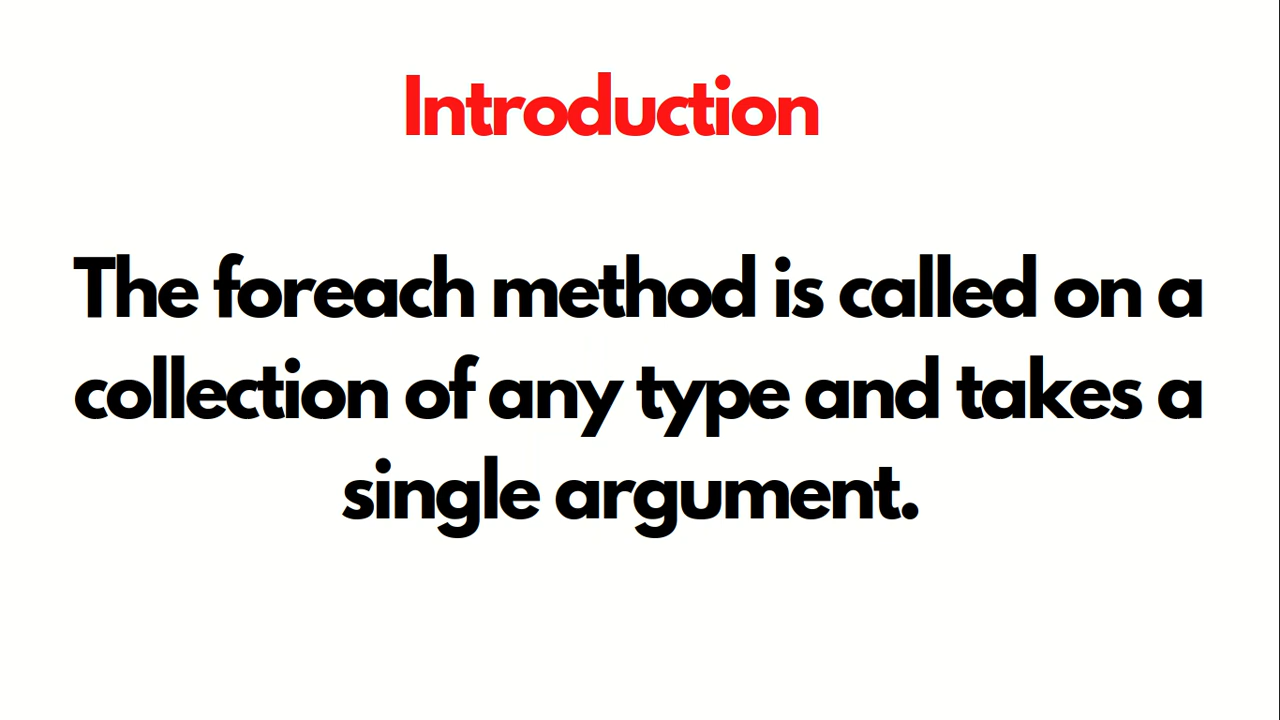 Introduction
The foreach method is called on a
collection of any type and takes a
single argument.